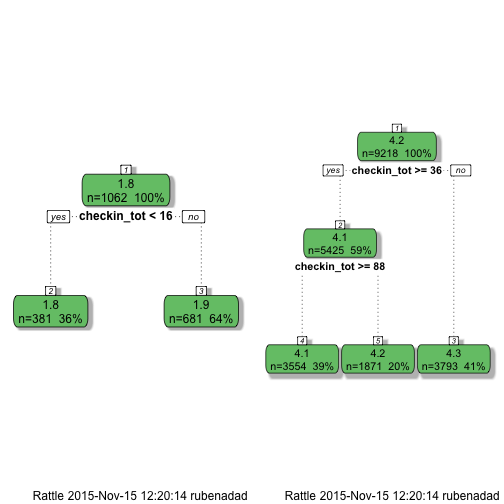 1
1.8
n=1062 100%
yes checkin_tot < 16 no
2
1.8
n=381 36%
3
1.9
n=681 64%
Rattle 2015-Nov-15 12:20:14 rubenadad
1
4.2
n=9218 100%
yes checkin_tot >= 36 no
2
4.1
n=5425 59%
checkin_tot >= 88
4
4.1
n=3554 39%
5
4.2
n=1871 20%
3
4.3
n=3793 41%
Rattle 2015-Nov-15 12:20:14 rubenadad